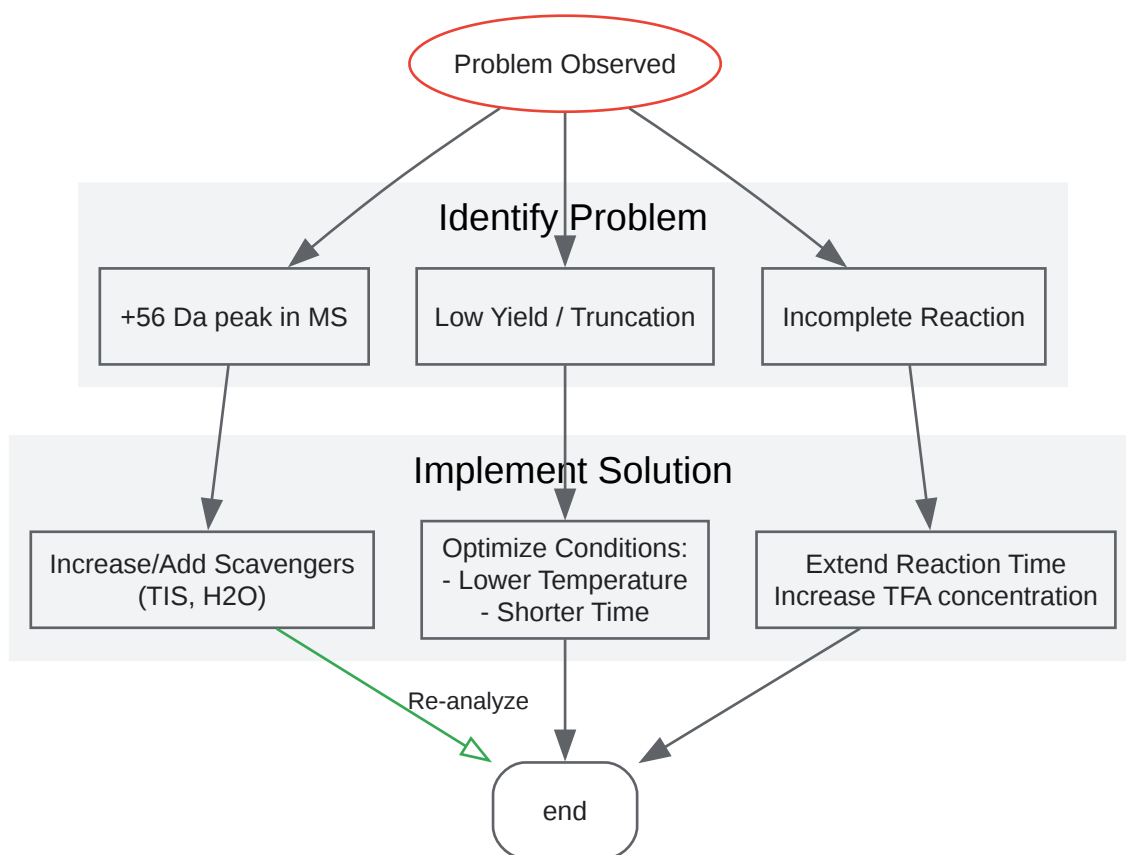 Problem Observed
Identify Problem
+56 Da peak in MS
Low Yield / Truncation
Incomplete Reaction
Implement Solution
Increase/Add Scavengers
(TIS, H2O)
Optimize Conditions:
- Lower Temperature
- Shorter Time
Extend Reaction Time
Increase TFA concentration
Re-analyze
end